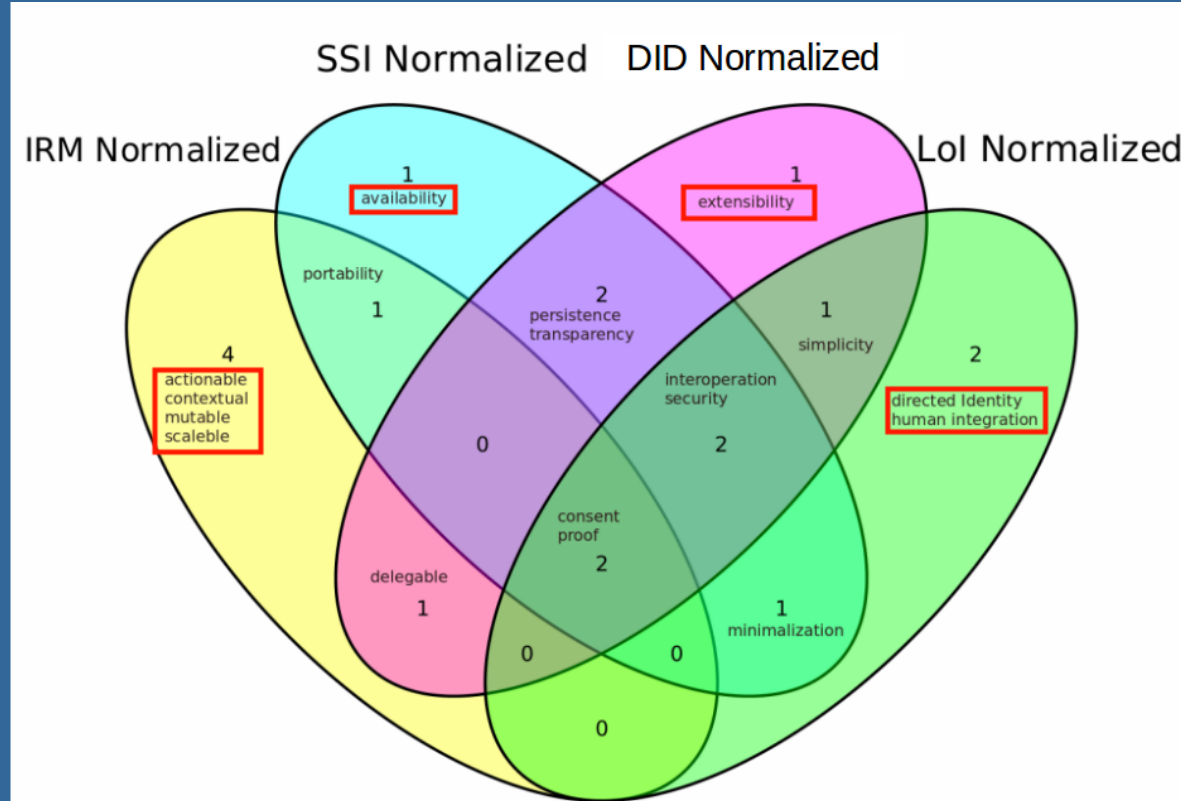 SSI Normalized
DID Normalized
IRM Normalized
LoI Normalized
1
availability
1
extensibility
portability
1
2
persistence
transparency
1
simplicity
4
actionable
contextual
mutable
scaleble
2
directed Identity
human integration
interoperation
security
2
0
consent
proof
2
delegable
1
1
minimalization
0
0
0